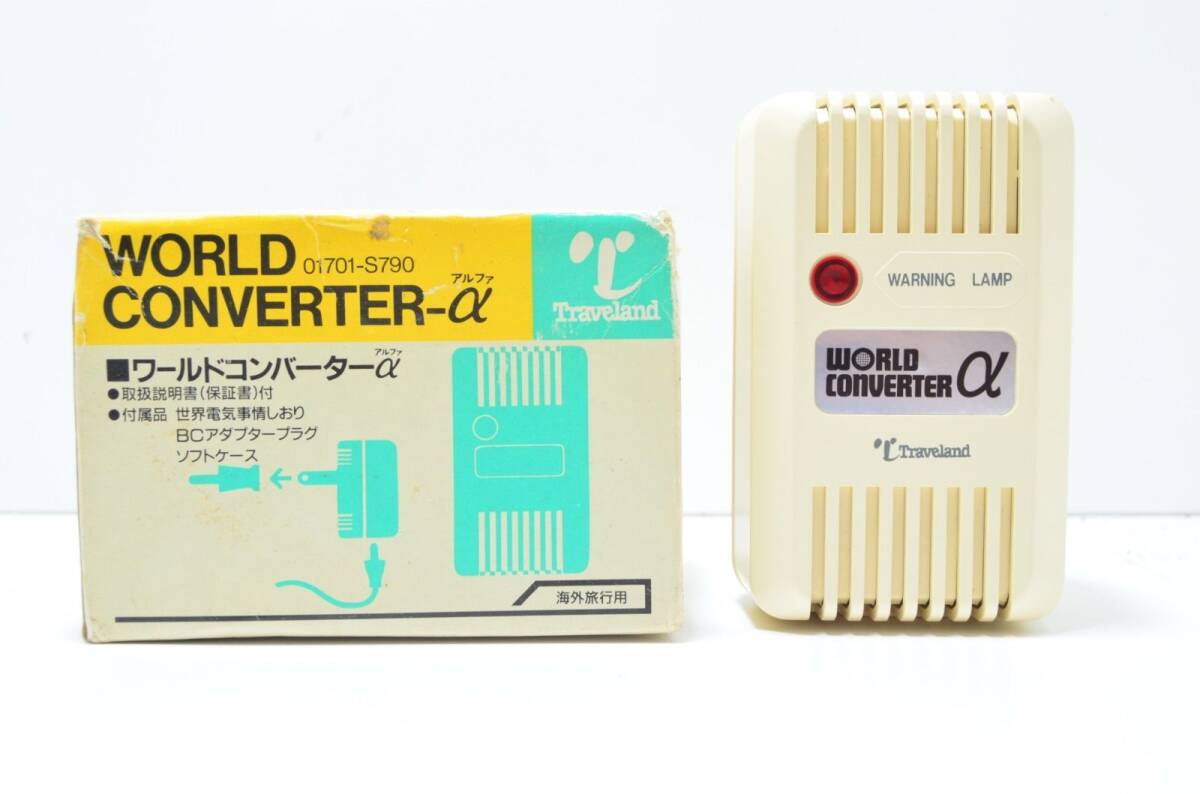 WORLD 01701-S790
アルファ
CONVERTER-α
Traveland
アルファ
■ワールドコンバーターα
●取扱説明書(保証書)付
●付属品 世界電気事情しおり
BCアダプタープラグ
ソフトケース
海外旅行用
WARNING LAMP
WORLD
CONVERTER α
Traveland